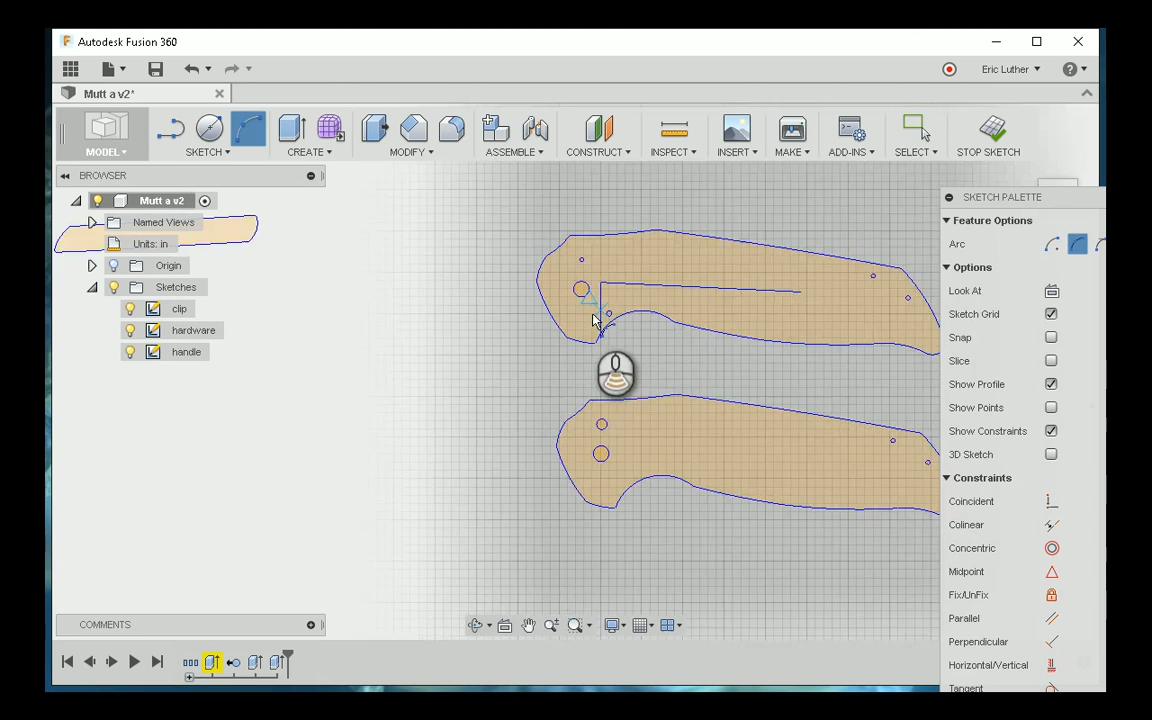 Autodesk Fusion 360
Eric Luther
Mutt a v2*
MODEL
SKETCH
CREATE
MODIFY
ASSEMBLE
CONSTRUCT
INSPECT
INSERT
MAKE
ADD-INS
SELECT
STOP SKETCH
BROWSER
Mutt a v2
Named Views
Units: in
Origin
Sketches
clip
hardware
handle
SKETCH PALETTE
Feature Options
Arc
Options
Look At
Sketch Grid
Snap
Slice
Show Profile
Show Points
Show Constraints
3D Sketch
Constraints
Coincident
Colinear
Concentric
Midpoint
Fix/UnFix
Parallel
Perpendicular
Horizontal/Vertical
Tangent
COMMENTS